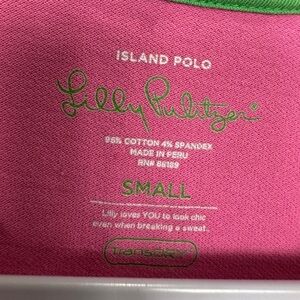 ISLAND POLO
Lilly Pulitzer®
96% COTTON 4% SPANDEX
MADE IN PERU
RN# 66189
SMALL
Lilly loves YOU to look chic
even when breaking a sweat.
TransDRY